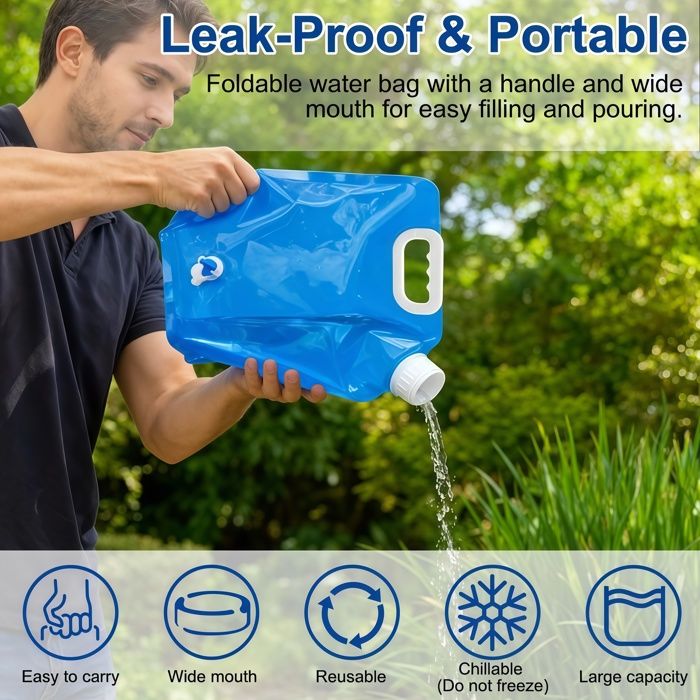 Leak-Proof & Portable
Foldable water bag with a handle and wide
mouth for easy filling and pouring.
Easy to carry
Wide mouth
Reusable
Chillable
(Do not freeze)
Large capacity